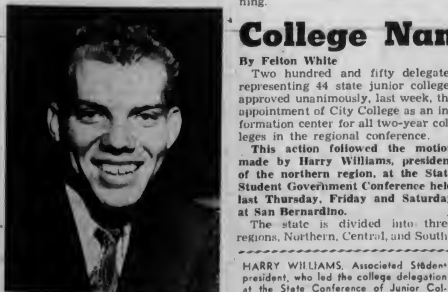 ning.
College Nan
By Felton White
Two hundred and fifty delegate
representing 44 state junior college
approved unanimously, last week, th
appointment of City College as an in
formation center for all two-year col
leges in the regional conference.
This action followed the motio
made by Harry Williams, presiden
of the northern region, at the Stat
Student Government Conference hel
last Thursday, Friday and Saturda
at San Bernardino.
The state is divided into thre
regions, Northern, Central, and South
HARRY WILLIAMS, Associated Studen
president, who led the college delegation
at the State Conference of Junior Col-